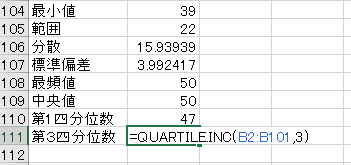 104 最小値 39
105 範囲 22
106 分散 15.93939
107 標準偏差 3.992417
108 最頻値 50
109 中央値 50
110 第1四分位数 47
111 第3四分位数 =QUARTILEINC(B2:B101,3)
112